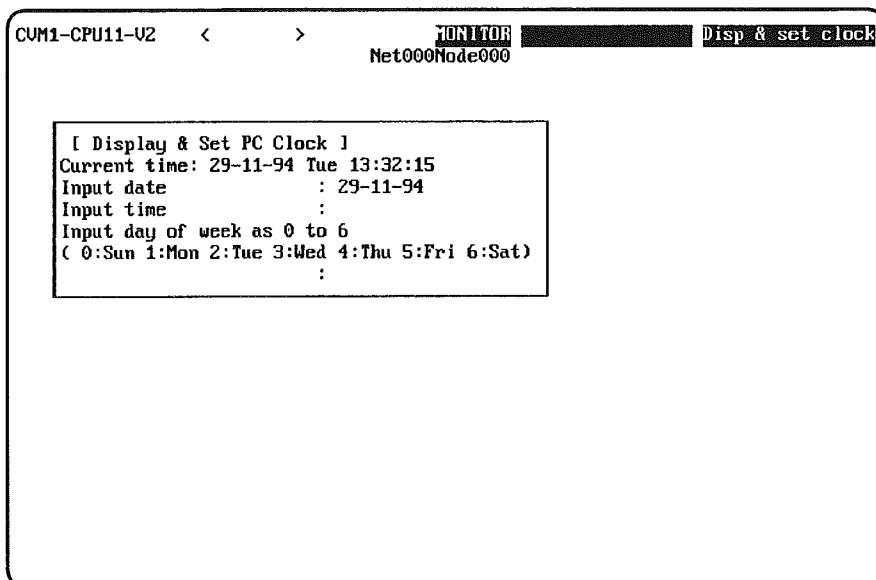 CVM1-CPU11-V2 < > MONITOR Disp & set clock
Net000Node000
[ Display & Set PC Clock ]
Current time: 29-11-94 Tue 13:32:15
Input date : 29-11-94
Input time :
Input day of week as 0 to 6
( 0:Sun 1:Mon 2:Tue 3:Wed 4:Thu 5:Fri 6:Sat)
: